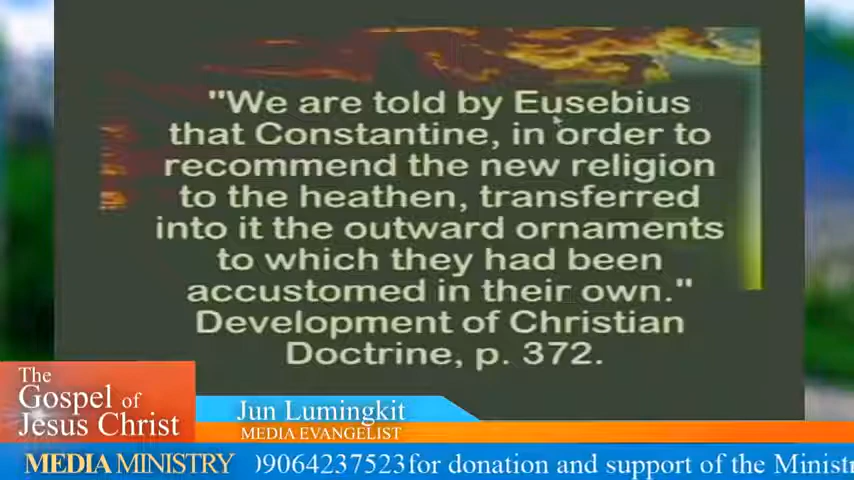 "We are told by Eusebius
that Constantine, in order to
recommend the new religion
to the heathen, transferred
into it the outward ornaments
to which they had been
accustomed in their own."
Development of Christian
Doctrine, p. 372.
The
Gospel of
Jesus Christ
Jun Lumingkit
MEDIA EVANGELIST
MEDIA MINISTRY
09064237523for donation and support of the Ministr